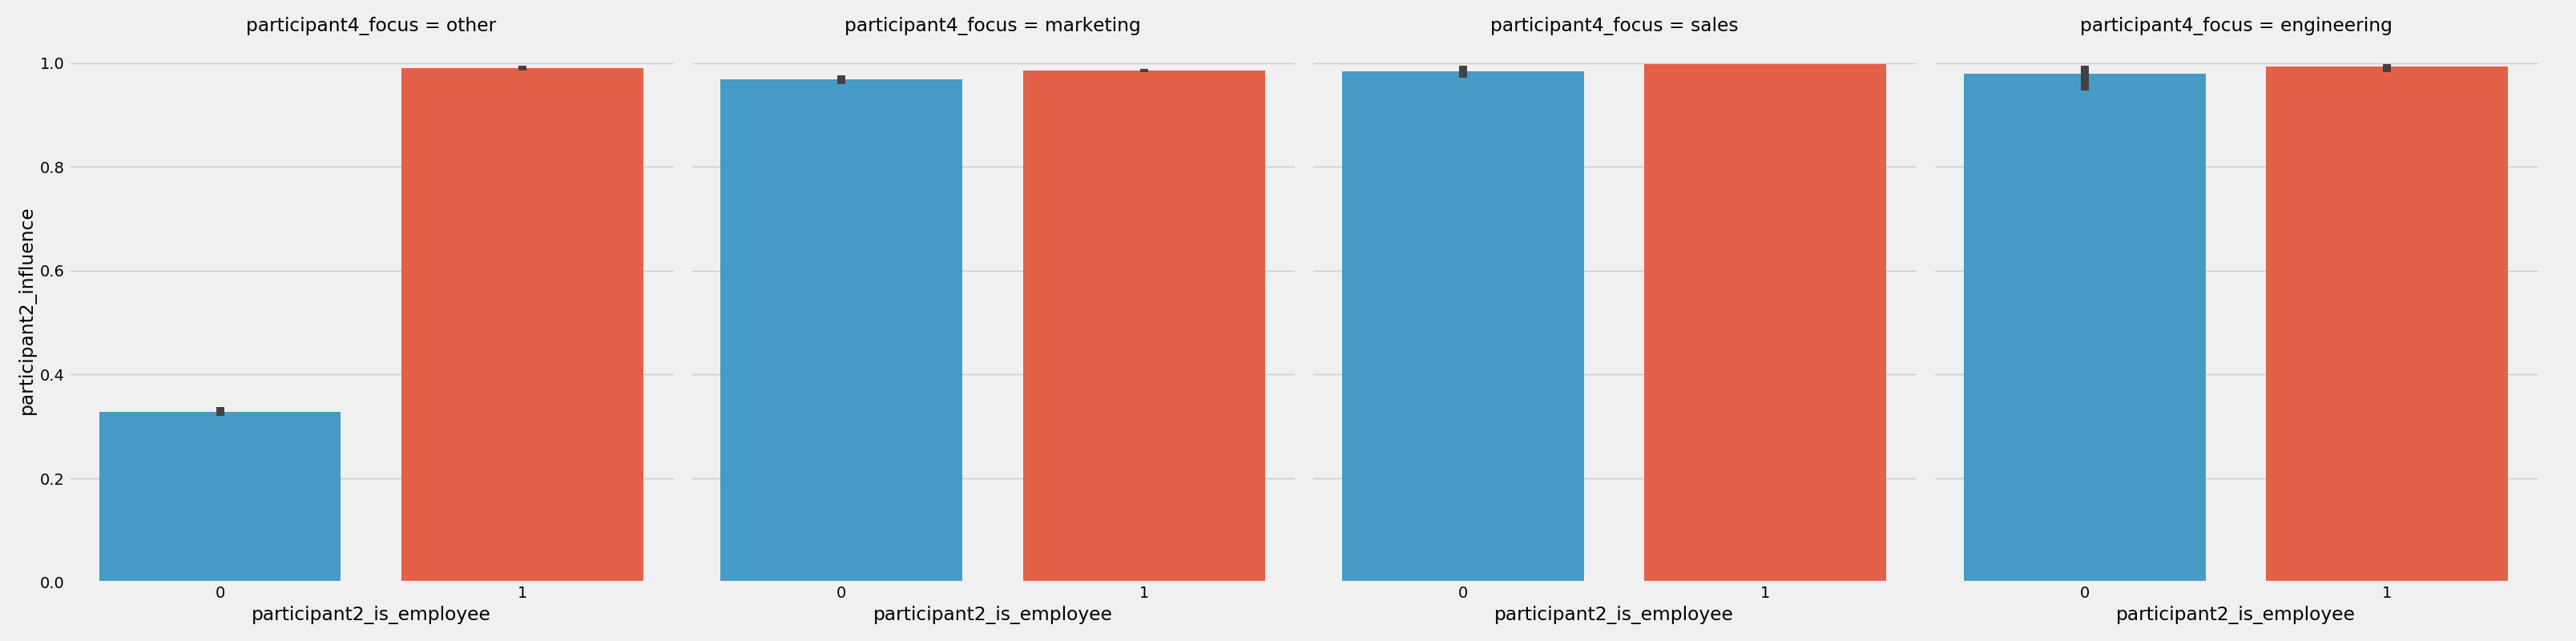 participant4_focus = other
participant4_focus = marketing
participant4_focus = sales
participant4_focus = engineering
1.0
0.8
0.6
0.4
0.2
0.0
participant2_influence
0 1
0 1
0 1
0 1
participant2_is_employee
participant2_is_employee
participant2_is_employee
participant2_is_employee